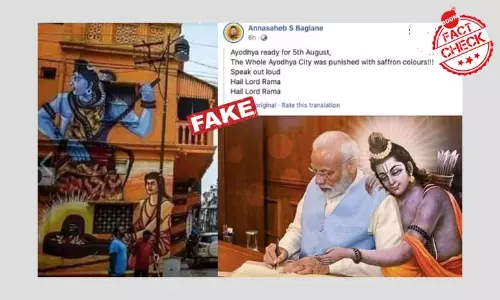 Annasaheb S Baglane
6h
Ayodhya ready for 5th August,
The Whole Ayodhya City was punished with saffron colours!!!
Speak out loud
Hail Lord Rama
Hail Lord Rama
original · Rate this translation
FAKE
FACT
CHECK